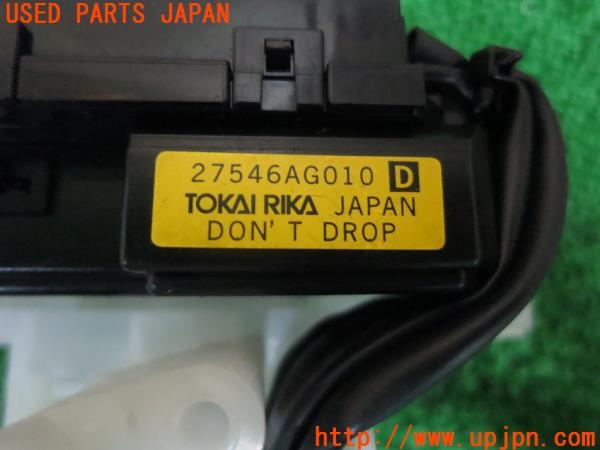 USED PARTS JAPAN
27546AG010 D
TOKAI RIKA JAPAN
DON'T DROP
http://www.upjpn.com